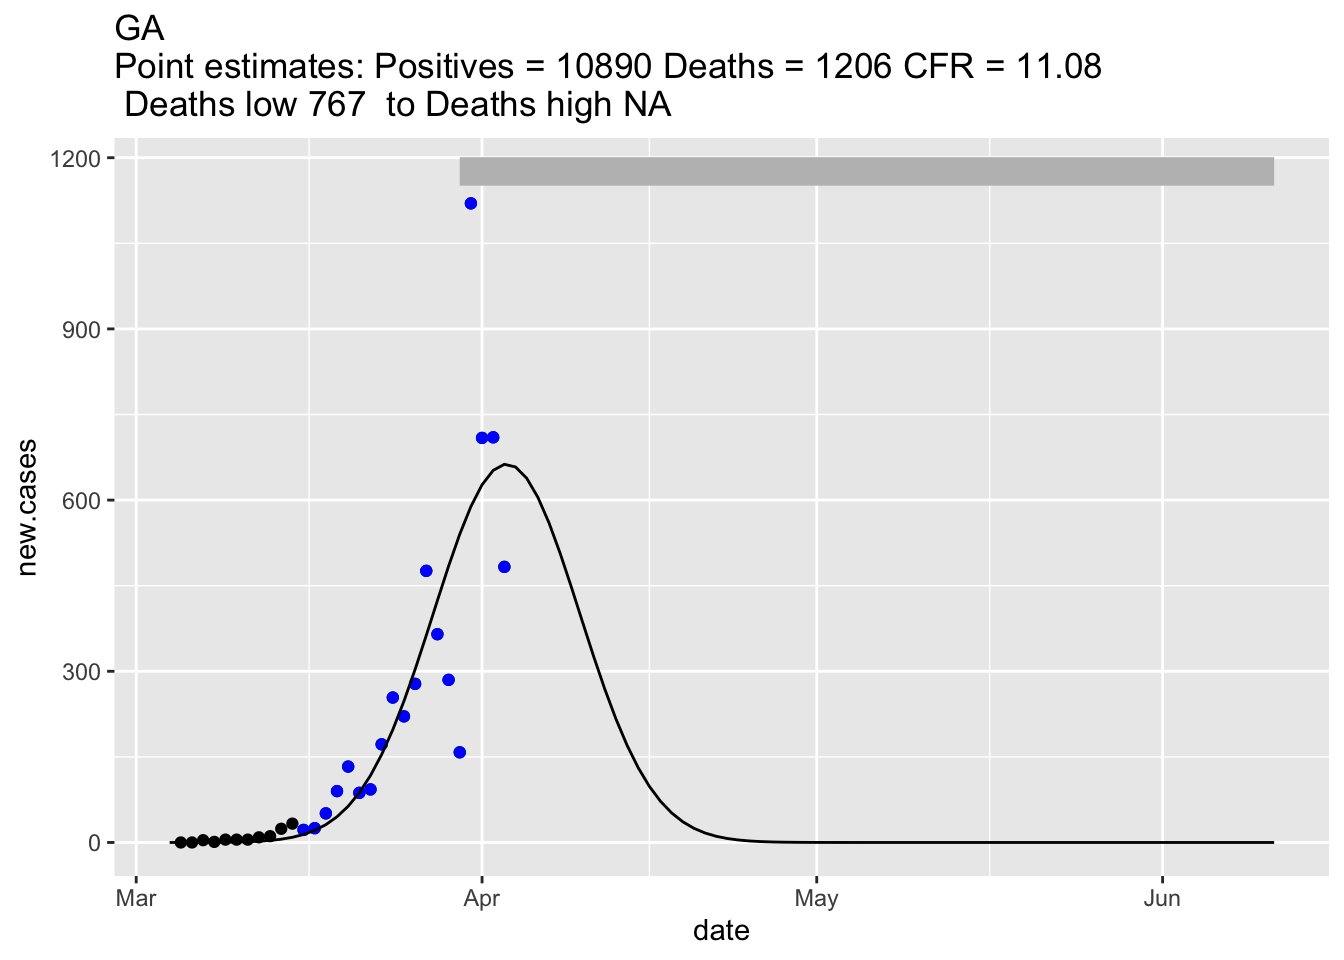 GA
Point estimates: Positives = 10890 Deaths = 1206 CFR = 11.08
Deaths low 767 to Deaths high NA
1200
900
600
300
0
new.cases
Mar Apr May Jun
date